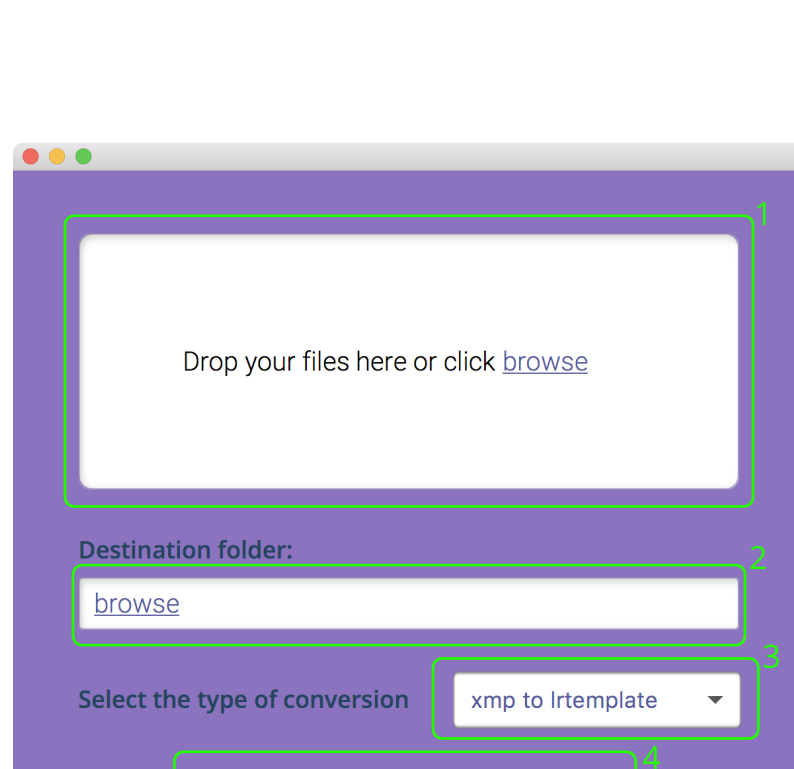 1
Drop your files here or click browse
Destination folder:
2
browse
3
Select the type of conversion xmp to lrtemplate
4